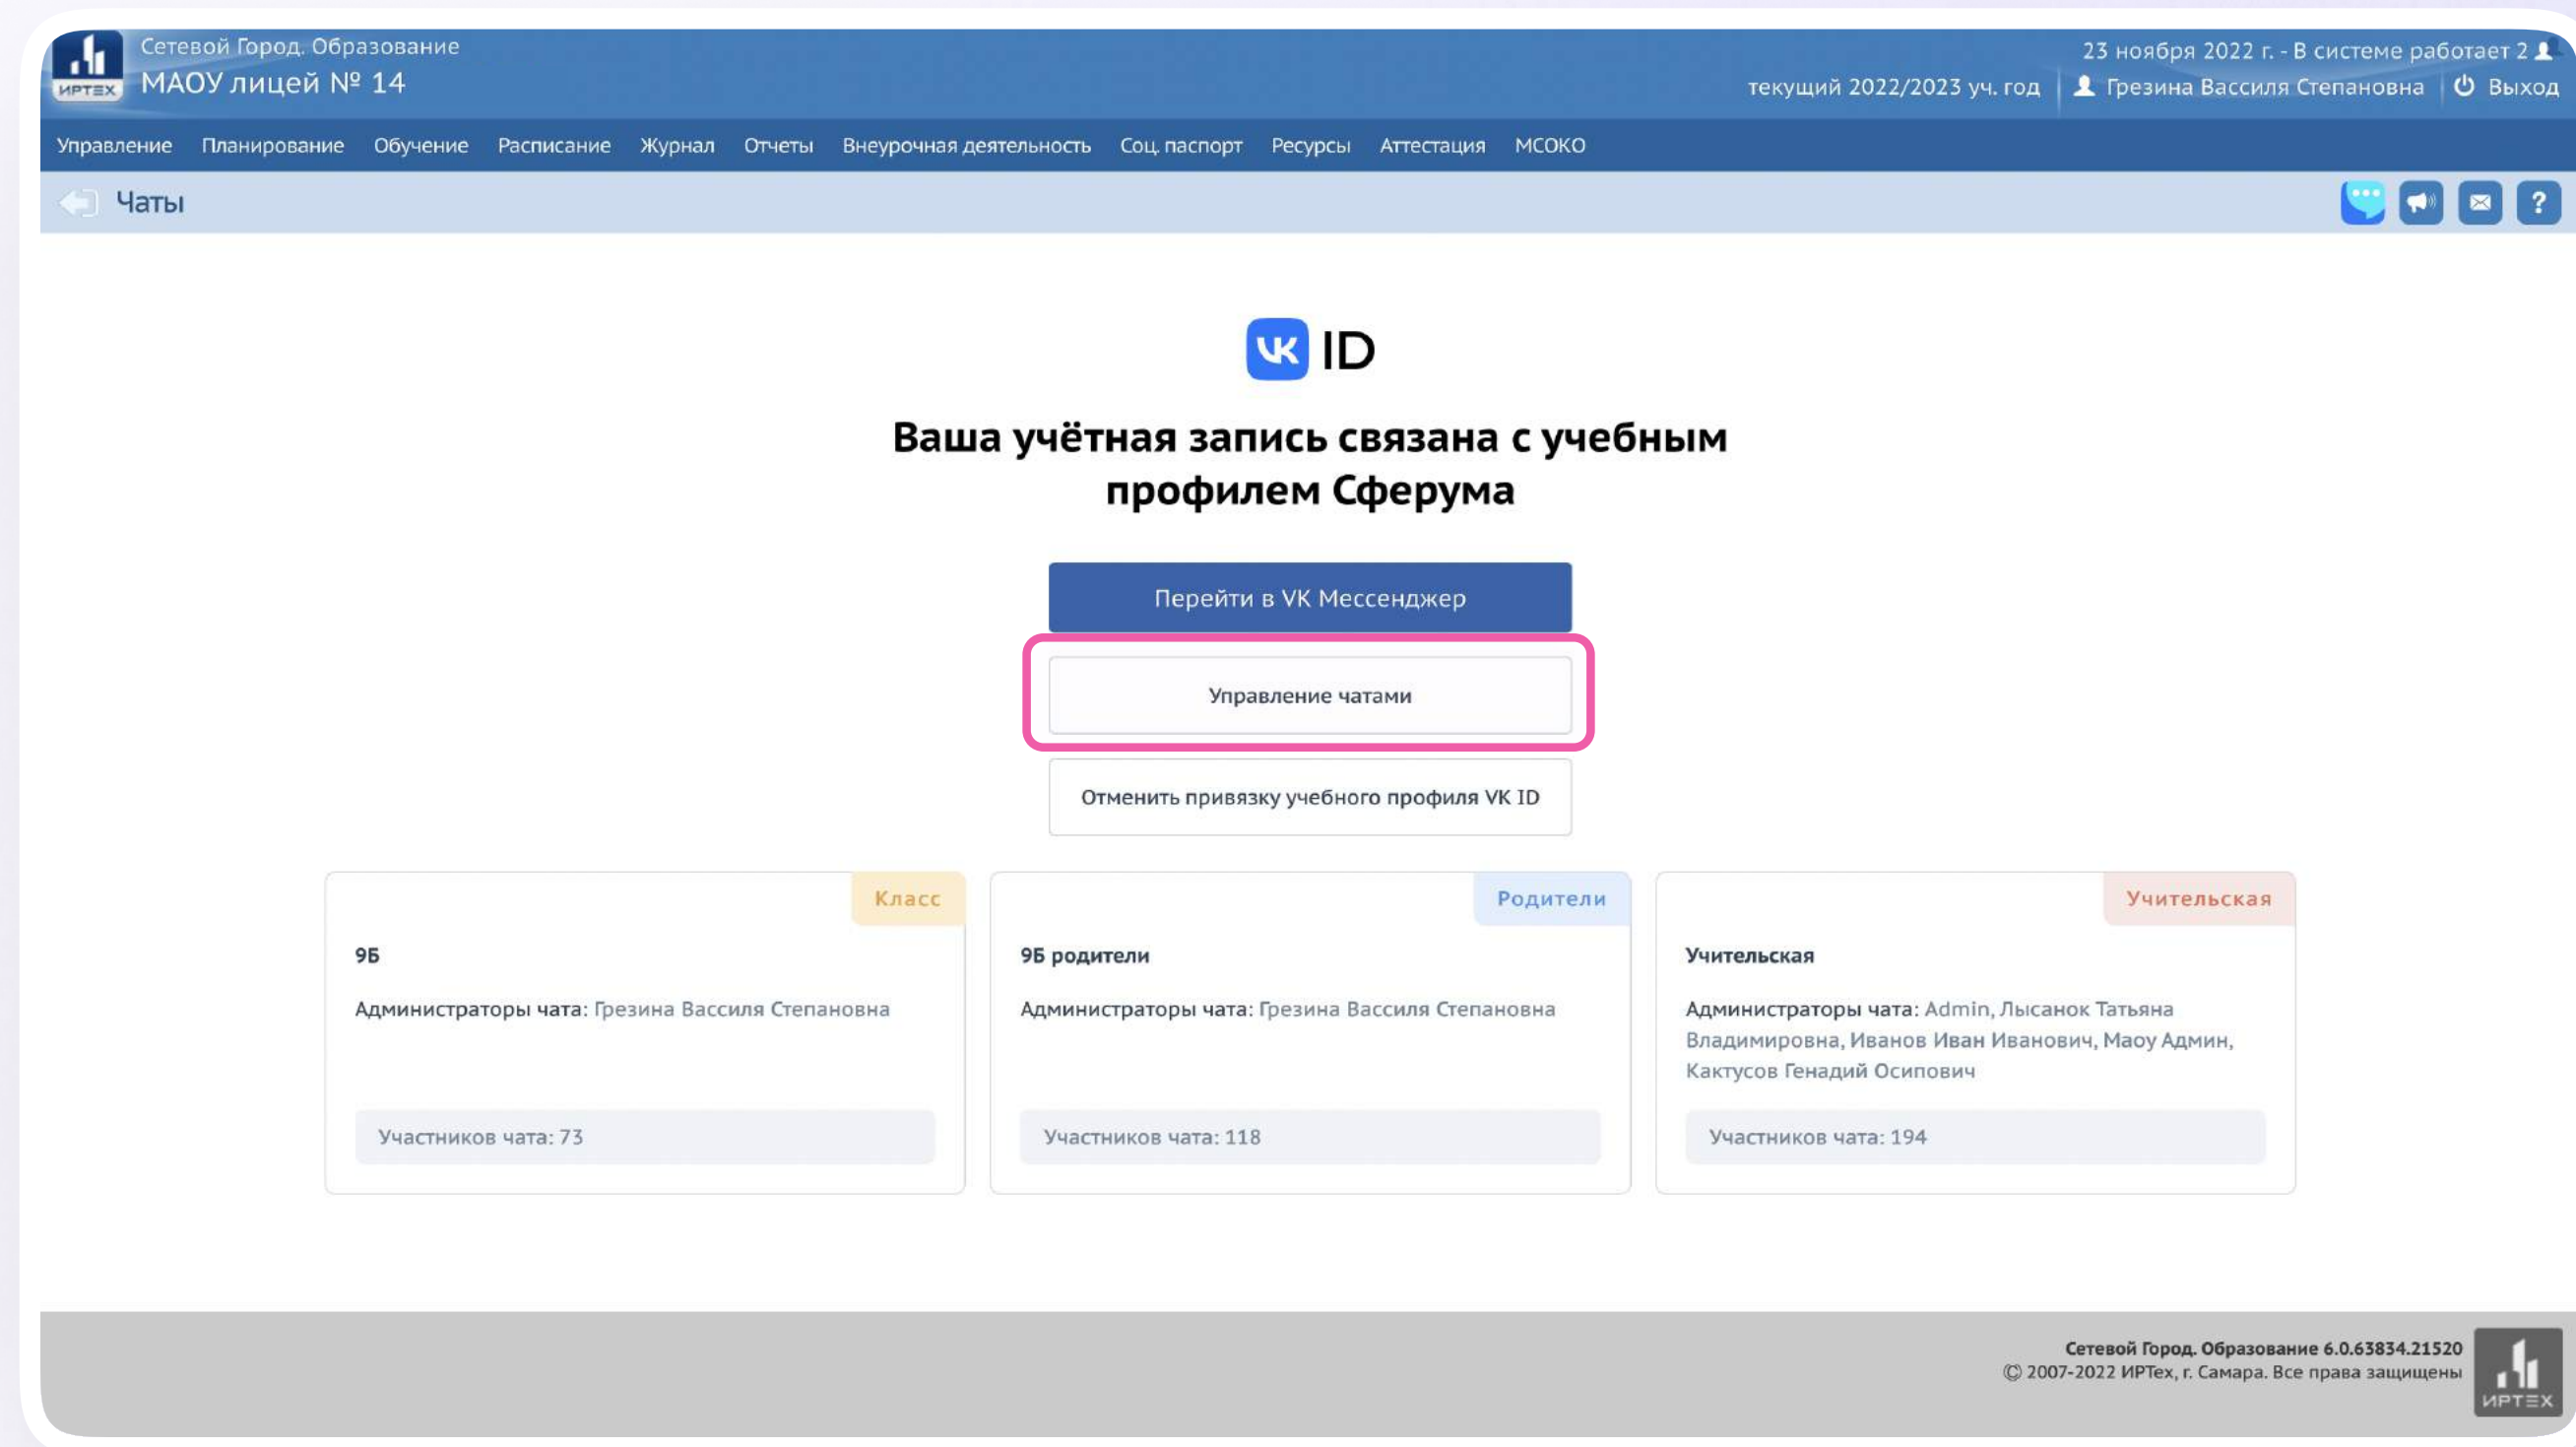 Сетевой Город. Образование
МАОУ лицей № 14
ИРТЕХ
23 ноября 2022 г. - В системе работает 2
текущий 2022/2023 уч. год
Грезина Вассиля Степановна
Выход
Управление Планирование Обучение Расписание Журнал Отчеты Внеурочная деятельность Соц. паспорт Ресурсы Аттестация МСОКО
Чаты
?
VK ID
Ваша учётная запись связана с учебным
профилем Сферума
Перейти в VK Мессенджер
Управление чатами
Отменить привязку учебного профиля VK ID
Класс
9Б
Администраторы чата: Грезина Вассиля Степановна
Участников чата: 73
Родители
9Б родители
Администраторы чата: Грезина Вассиля Степановна
Участников чата: 118
Учительская
Учительская
Администраторы чата: Admin, Лысанок Татьяна
Владимировна, Иванов Иван Иванович, Маоу Админ,
Кактусов Генадий Осипович
Участников чата: 194
Сетевой Город. Образование 6.0.63834.21520
© 2007-2022 ИРТех, г. Самара. Все права защищены
ИРТЕХ